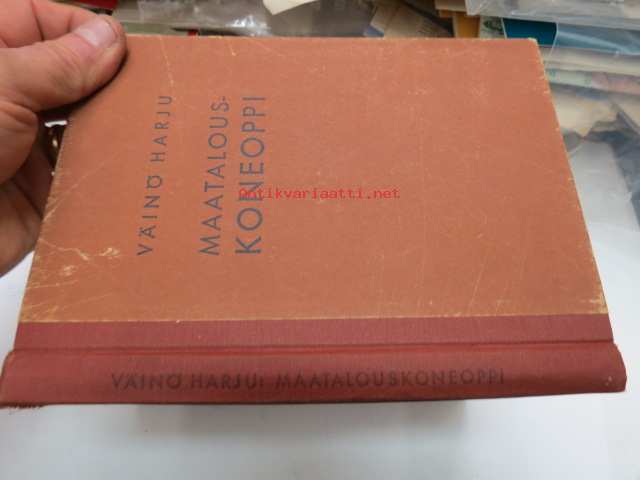 VÄINÖ HARJU
MAATALOUS-
KONEOPPI
Antikvariaatti.net
VÄINÖ HARJU: MAATALOUSKONEOPPI